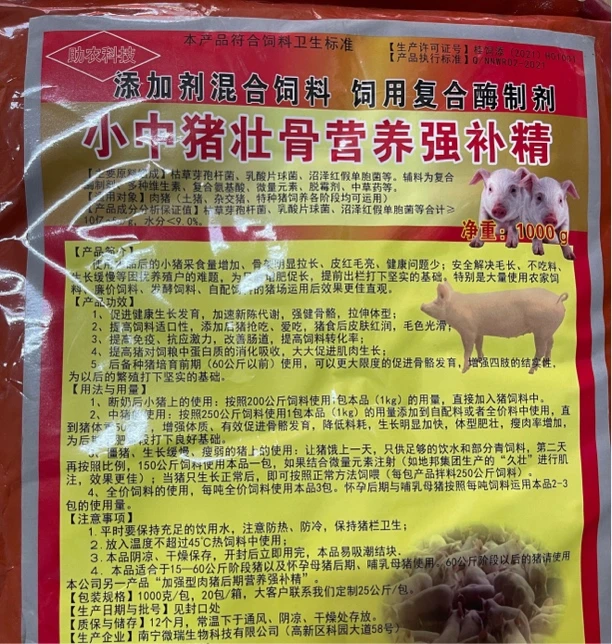 助农科技
本产品符合饲料卫生标准
【生产许可证号】
【产品执行标准】
添加剂混合饲料 饲用复合酶制剂
小中猪壮骨营养强补精
枯草芽孢杆菌、乳酸片球菌、沼泽红假单胞菌等。辅料为复合
多种维生素、复合氨基酸、微量元素、脱霉剂、中草药等。
对象】肉猪（土猪、杂交猪、特种猪饲养各阶段均可运用）
【产品成分分析保证值】枯草芽孢杆菌、乳酸片球菌、沼泽红假单胞菌等合计≥
水分<9.0%。
净重：1000g
【产品简介】
品后的小猪采食量增加、骨架明显拉长、皮红毛亮、健康问题少；安全解决毛长、不吃料、
生长缓慢等困扰养殖户的难题，为后期催肥促长，提前出栏打下坚实的基础。特别是大量使用农家饲
料、廉价饲料、发酵饲料、自配饲料的猪场运用后效果更佳直观。
【产品功效】
1、促进健康生长发育，加速新陈代谢，强健骨骼，拉伸体型；
2、提高饲料适口性，添加后猪抢吃、爱吃，猪食后皮肤红润，毛色光滑；
3、提高免疫、抗应激力，改善肠道，提高饲料转化率；
4、提高猪对饲粮中蛋白质的消化吸收，大大促进肌肉生长；
5、后备种猪培育前期（60公斤以前）使用，可以更大限度的促进骨骼发育，增强四肢的结实性，
为以后的繁殖打下坚实的基础。
【用法与用量】
1、断奶后小猪上的使用：按照200公斤饲料使用1包本品（1kg）的用量，直接加入猪饲料中。
2、中猪的使用：按照250公斤饲料使用1包本品（1kg）的用量添加到自配料或者全价料中使用，直
到猪体重 增强体质、有效促进骨骼发育，降低料耗，生长明显加快，体型肥壮，瘦肉率增加，
为后期 段打下良好基础。
3、僵猪、生长缓慢、瘦弱的猪上的使用：让猪饿上一天，只供足够的饮水和部分青饲料，第二天
再按照比例，150公斤饲料使用本品一包，如果结合微量元素注射（如地邦集团生产的“久壮”进行肌
注，效果更佳）；当猪只生长正常后，即可按照正常方法饲喂（每包产品拌料250公斤饲料）。
4、全价饲料的使用，每吨全价饲料使用本品3包。怀孕后期与哺乳母猪按照每吨饲料运用本品2-3
包的使用量。
【注意事项】
1.平时要保持充足的饮用水，注意防热、防冷，保持猪栏卫生；
2.放入温度不超过45℃热饲料中使用；
3、本品阴凉、干燥保存，开封后立即用完，本品易吸潮结块．
4、本品适合于15—60公斤阶段猪以及怀孕母猪后期、哺乳母猪使用，60公斤阶段以后的猪请使用
本公司另一产品“加强型肉猪后期营养强补精”。
【包装规格】1000克/包，20包/箱，大客户联系我们定制25公斤/包。
【生产日期与批号】见封口处
【质保与储存】12个月，常温下于通风、阴凉、干燥处存放。
【生产企业】南宁微瑞生物科技有限公司（高新区科园大道58号）